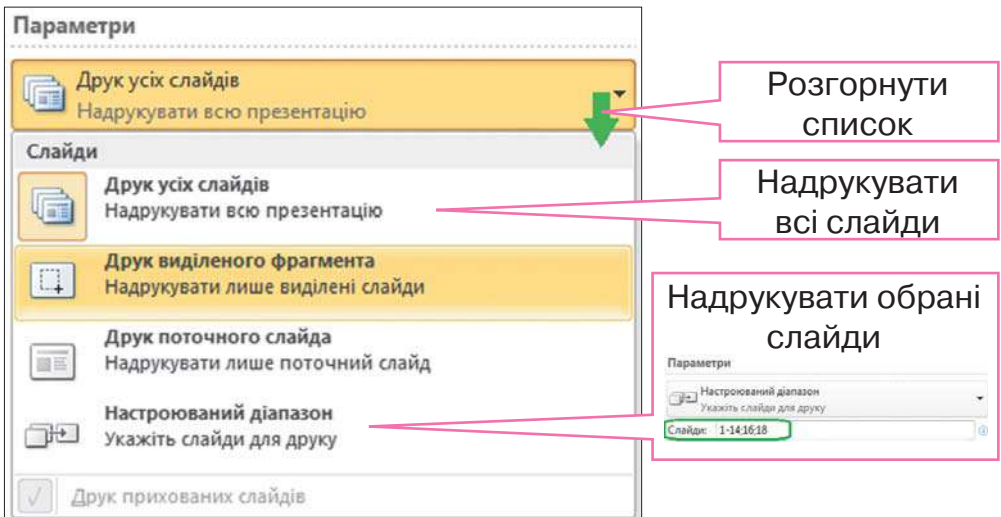 Параметри
Друк усіх слайдів
Надрукувати всю презентацію
Слайди
Друк усіх слайдів
Надрукувати всю презентацію
Друк виділеного фрагмента
Надрукувати лише виділені слайди
Друк поточного слайда
Надрукувати лише поточний слайд
Настроюваний діапазон
Укажіть слайди для друку
Друк прихованих слайдів
Розгорнути
список
Надрукувати
всі слайди
Надрукувати обрані
слайди
Параметри
Настроюваний діапазон
Укажіть слайди для друку
Слайди: 1-14;16;18